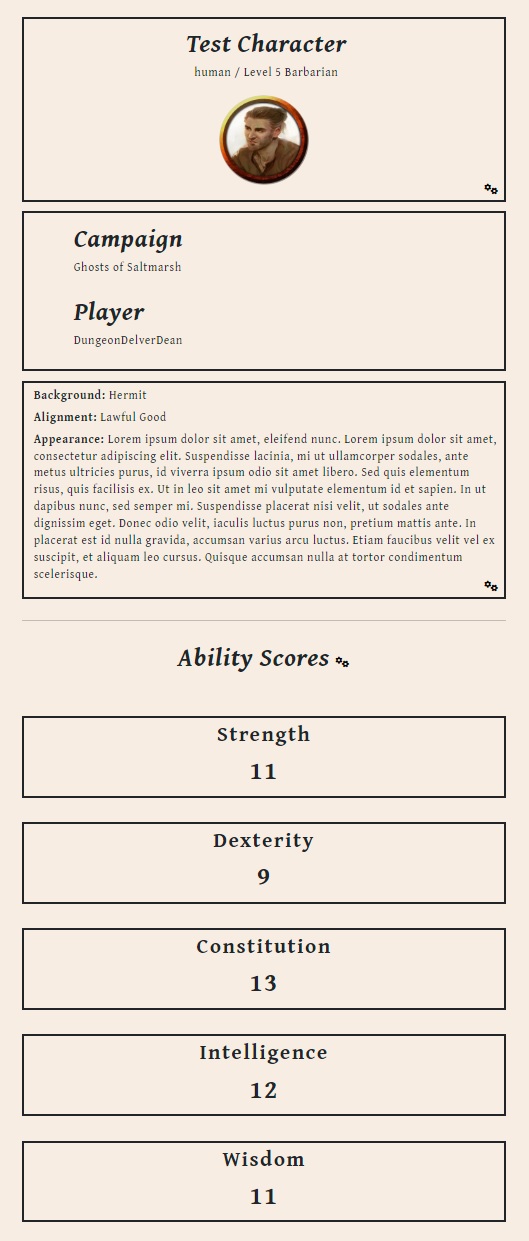 Test Character
human / Level 5 Barbarian
Campaign
Ghosts of Saltmarsh
Player
DungeonDelverDean
Background: Hermit
Alignment: Lawful Good
Appearance: Lorem ipsum dolor sit amet, eleifend nunc. Lorem ipsum dolor sit amet,
consectetur adipiscing elit. Suspendisse lacinia, mi ut ullamcorper sodales, ante
metus ultricies purus, id viverra ipsum odio sit amet libero. Sed quis elementum
risus, quis facilisis ex. Ut in leo sit amet mi vulputate elementum id et sapien. In ut
dapibus nunc, sed semper mi. Suspendisse placerat nisi velit, ut sodales ante
dignissim eget. Donec odio velit, iaculis luctus purus non, pretium mattis ante. In
placerat est id nulla gravida, accumsan varius arcu luctus. Etiam faucibus velit vel ex
suscipit, et aliquam leo cursus. Quisque accumsan nulla at tortor condimentum
scelerisque.
Ability Scores
Strength
11
Dexterity
9
Constitution
13
Intelligence
12
Wisdom
11